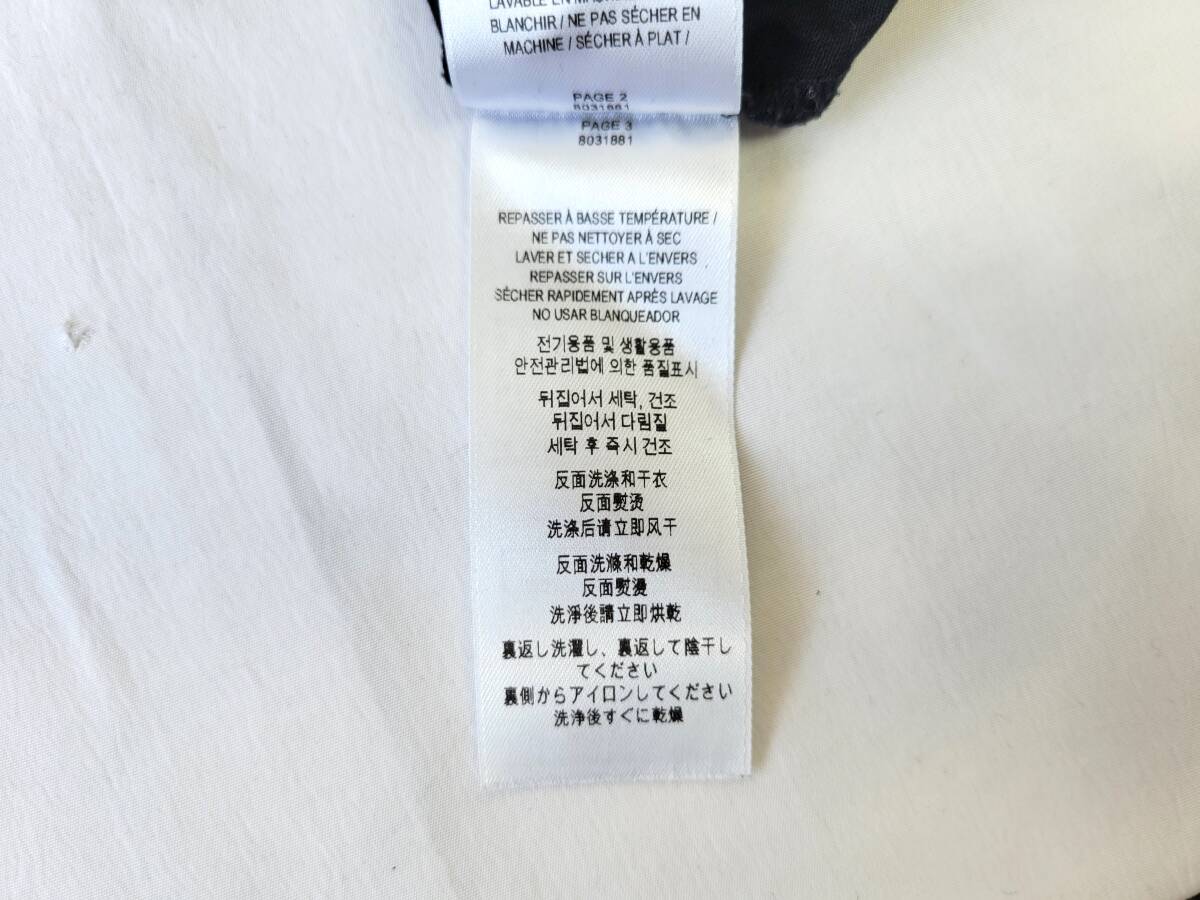 LAVABLE EN
BLANCHIR / NE PAS SÉCHER EN
MACHINE / SÉCHER À PLAT /
PAGE 2
8031881
PAGE 3
8031881
REPASSER À BASSE TEMPÉRATURE /
NE PAS NETTOYER À SEC
LAVER ET SECHER A L'ENVERS
REPASSER SUR L'ENVERS
SÉCHER RAPIDEMENT APRÈS LAVAGE
NO USAR BLANQUEADOR
전기용품 및 생활용품
안전관리법에 의한 품질표시
뒤집어서 세탁, 건조
뒤집어서 다림질
세탁 후 즉시 건조
反面洗涤和干衣
反面熨烫
洗涤后请立即风干
反面洗滌和乾燥
反面熨燙
洗淨後請立即烘乾
裏返し洗濯し、裏返して陰干し
てください
裏側からアイロンしてください
洗浄後すぐに乾燥